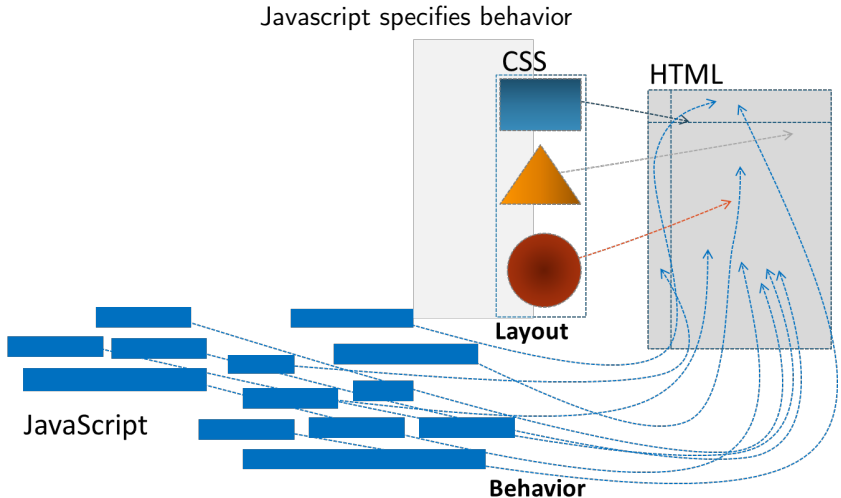 Javascript specifies behavior
CSS
HTML
Layout
JavaScript
Behavior